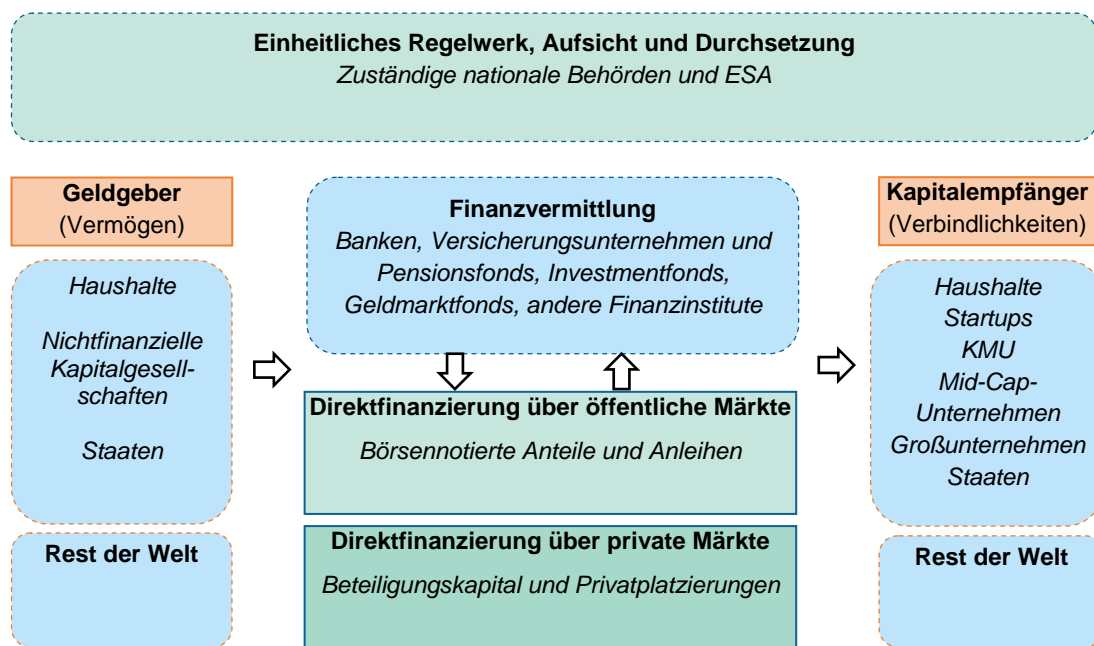 Einheitliches Regelwerk, Aufsicht und Durchsetzung
Zuständige nationale Behörden und ESA
Geldgeber
(Vermögen)
Haushalte
Nichtfinanzielle
Kapitalgesell-
schaften
Staaten
Rest der Welt
Finanzvermittlung
Banken, Versicherungsunternehmen und
Pensionsfonds, Investmentfonds,
Geldmarktfonds, andere Finanzinstitute
Direktfinanzierung über öffentliche Märkte
Börsennotierte Anteile und Anleihen
Direktfinanzierung über private Märkte
Beteiligungskapital und Privatplatzierungen
Kapitalempfänger
(Verbindlichkeiten)
Haushalte
Startups
KMU
Mid-Cap-
Unternehmen
Großunternehmen
Staaten
Rest der Welt